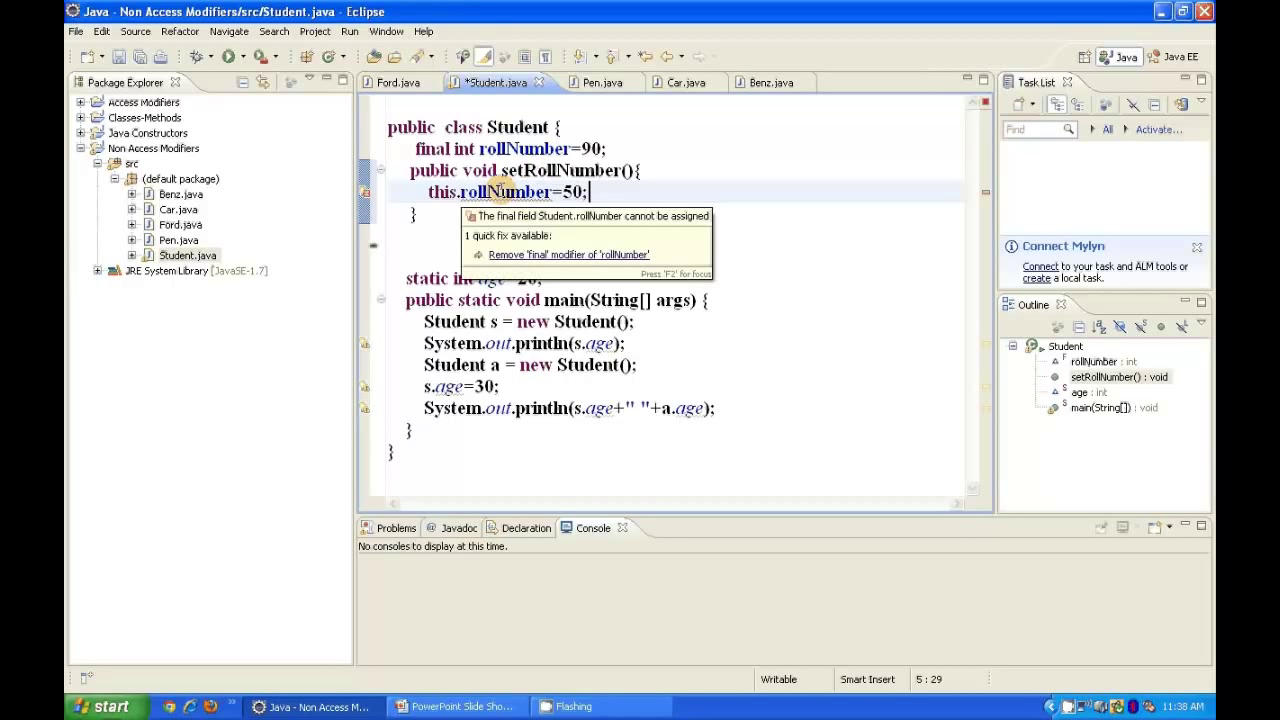 Java - Non Access Modifiers/src/Student.java - Eclipse
File Edit Source Refactor Navigate Search Project Run Window Help
Java Java EE
Package Explorer
Access Modifiers
Classes-Methods
Java Constructors
Non Access Modifiers
src
(default package)
Benz.java
Car.java
Ford.java
Pen.java
Student.java
JRE System Library [JavaSE-1.7]
Ford.java *Student.java Pen.java Car.java Benz.java
public class Student {
final int rollNumber=90;
public void setRollNumber(){
this.rollNumber=50;
}
The final field Student.rollNumber cannot be assigned
1 quick fix available:
Remove 'final' modifier of 'rollNumber'
Press 'F2' for focus
static int age=20;
public static void main(String[] args) {
Student s = new Student();
System.out.println(s.age);
Student a = new Student();
s.age=30;
System.out.println(s.age+" "+a.age);
}
}
Task List
Find All Activate...
Connect Mylyn
Connect to your task and ALM tools or
create a local task.
Outline
Student
rollNumber : int
setRollNumber() : void
age : int
main(String[]) : void
Problems Javadoc Declaration Console
No consoles to display at this time.
Writable Smart Insert 5 : 29
start Java - Non Access M... PowerPoint Slide Sho... Flashing 11:38 AM